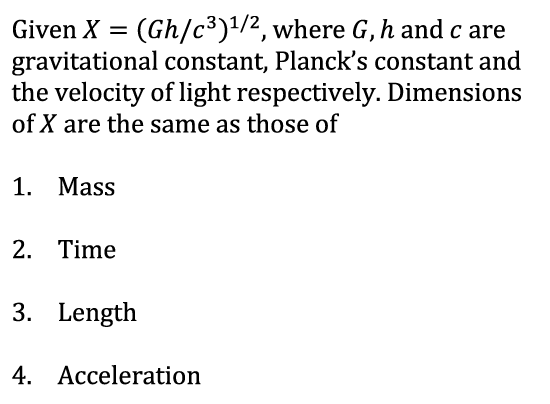 Given X = (Gh/c³)¹/², where G, h and c are
gravitational constant, Planck’s constant and
the velocity of light respectively. Dimensions
of X are the same as those of
1. Mass
2. Time
3. Length
4. Acceleration